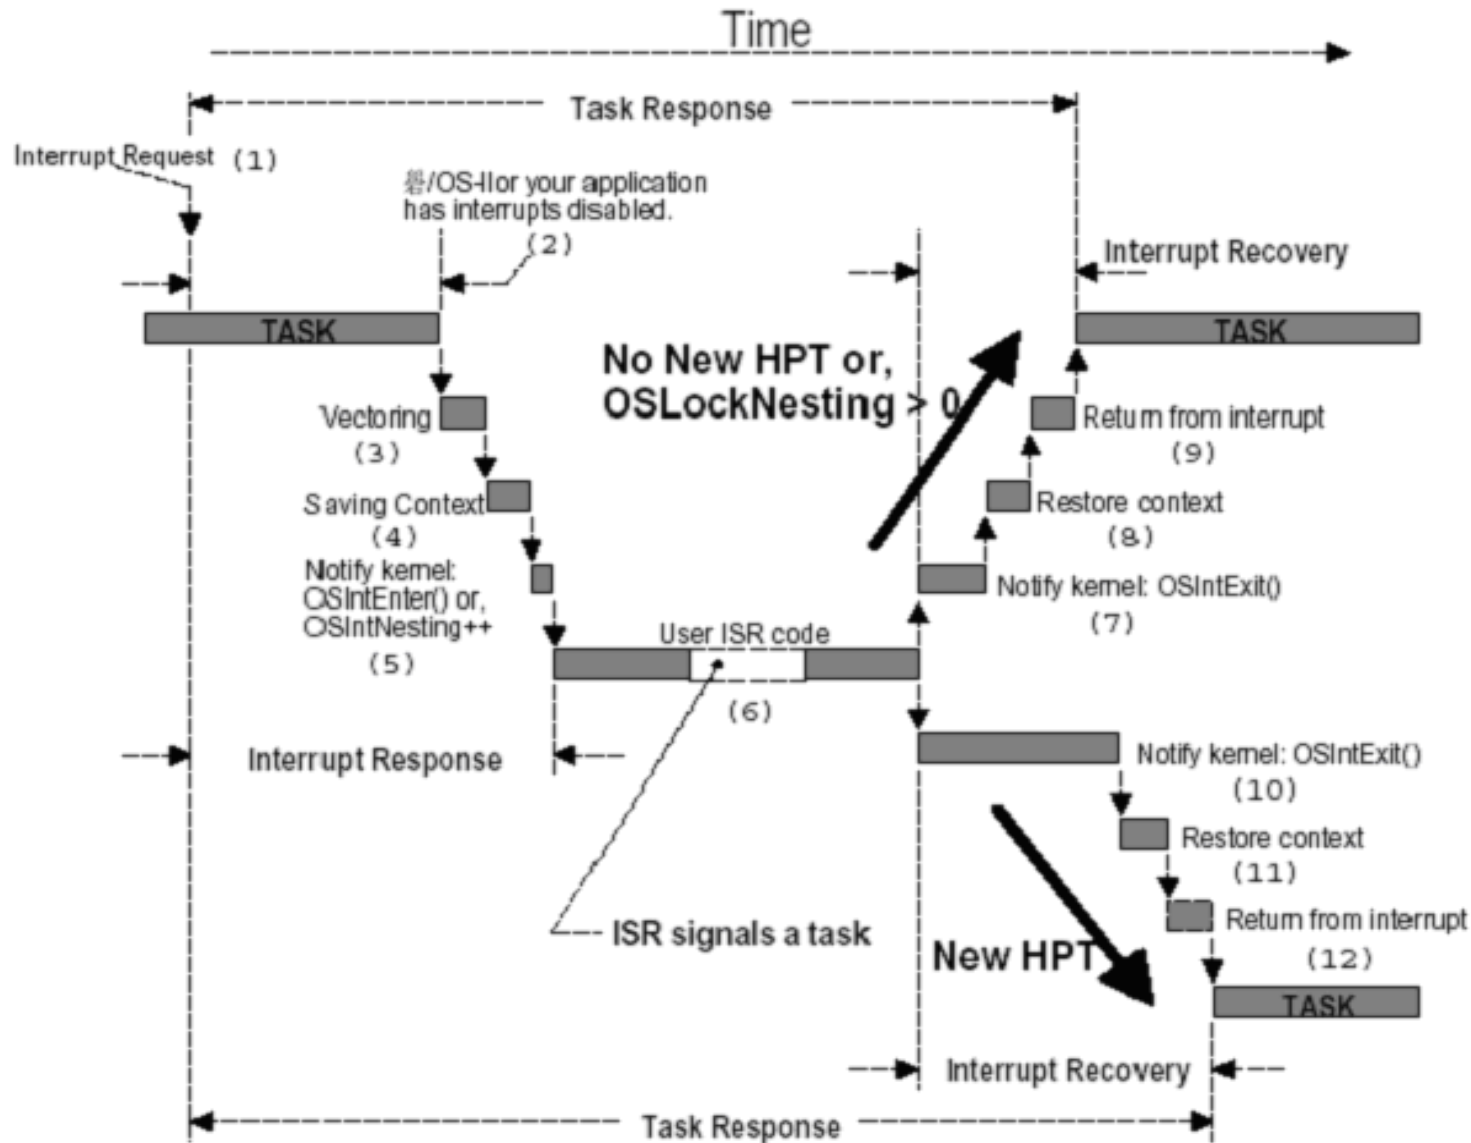 Time
Task Response
Interrupt Request (1)
/OS-II or your application
has interrupts disabled.
(2)
Interrupt Recovery
TASK
TASK
No New HPT or,
OSLockNesting > 0
Vectoring
(3)
Return from interrupt
(9)
Saving Context
(4)
Restore context
(8)
Notify kernel:
OSIntEnter() or,
OSIntNesting++
(5)
Notify kernel: OSIntExit()
(7)
User ISR code
(6)
Interrupt Response
Notify kernel: OSIntExit()
(10)
Restore context
(11)
ISR signals a task
Return from interrupt
(12)
New HPT
TASK
Interrupt Recovery
Task Response